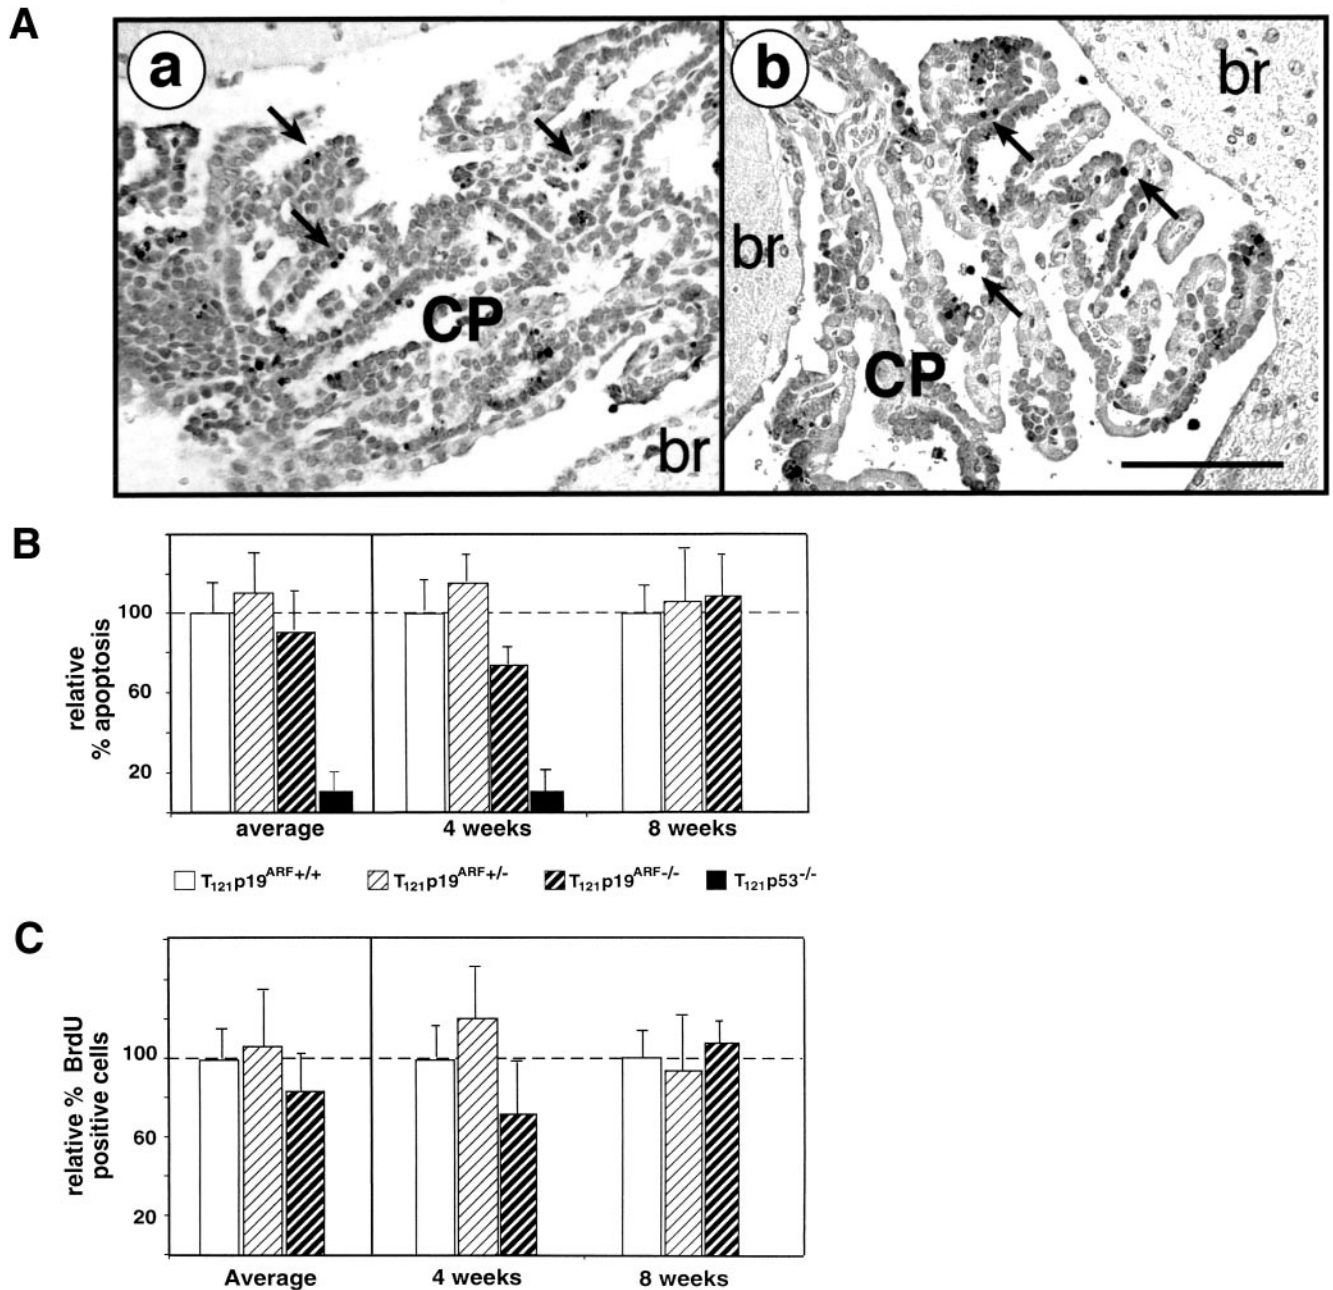 A
a
b
br
br
CP
CP
br
B
relative
% apoptosis
100
60
20
average
4 weeks
8 weeks
T₁₂₁p19ᴬᴿᶠ+/+
T₁₂₁p19ᴬᴿᶠ+/-
T₁₂₁p19ᴬᴿᶠ-/-
T₁₂₁p53-/-
C
relative % BrdU
positive cells
100
60
20
Average
4 weeks
8 weeks